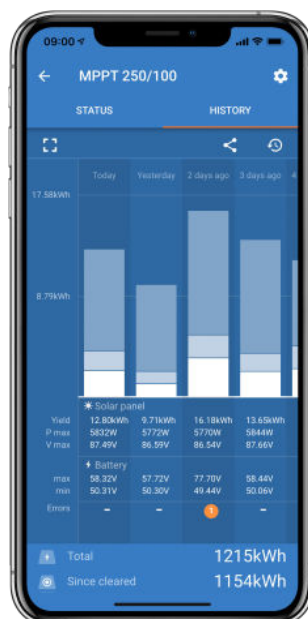 09:00
MPPT 250/100
STATUS HISTORY
Today Yesterday 2 days ago 3 days ago 4
17.58kWh
8.79kWh
Solar panel
Yield 12.80kWh 9.71kWh 16.18kWh 13.65kWh
P max 5832W 5772W 5770W 5844W
V max 87.49V 86.59V 86.54V 87.66V
Battery
max 58.32V 57.72V 77.70V 58.44V
min 50.31V 50.30V 49.44V 50.06V
Errors – – 1 –
Total 1215kWh
Since cleared 1154kWh